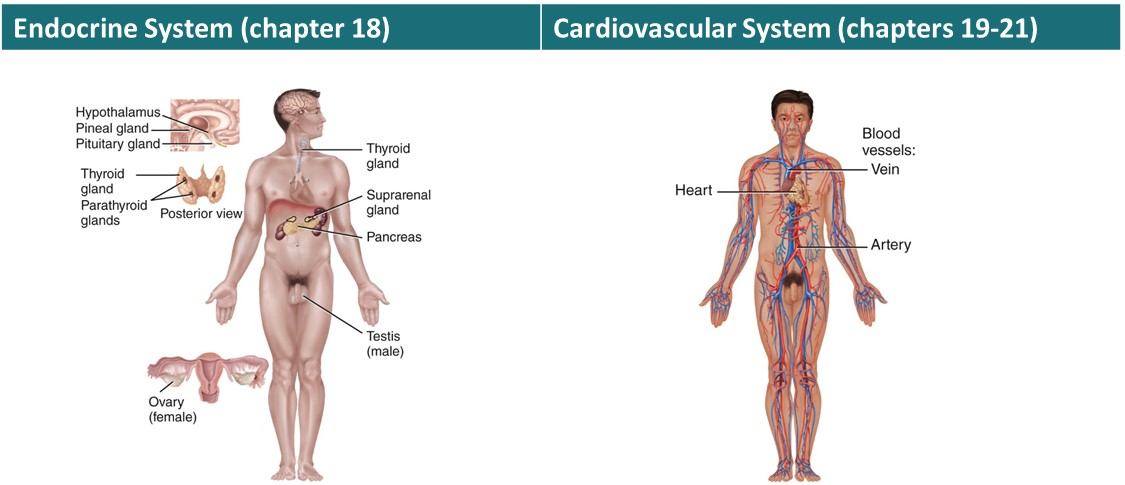 Endocrine System (chapter 18)
Cardiovascular System (chapters 19-21)
Hypothalamus
Pineal gland
Pituitary gland
Thyroid
gland
Parathyroid
glands
Posterior view
Thyroid
gland
Suprarenal
gland
Pancreas
Testis
(male)
Ovary
(female)
Blood
vessels:
Vein
Heart
Artery